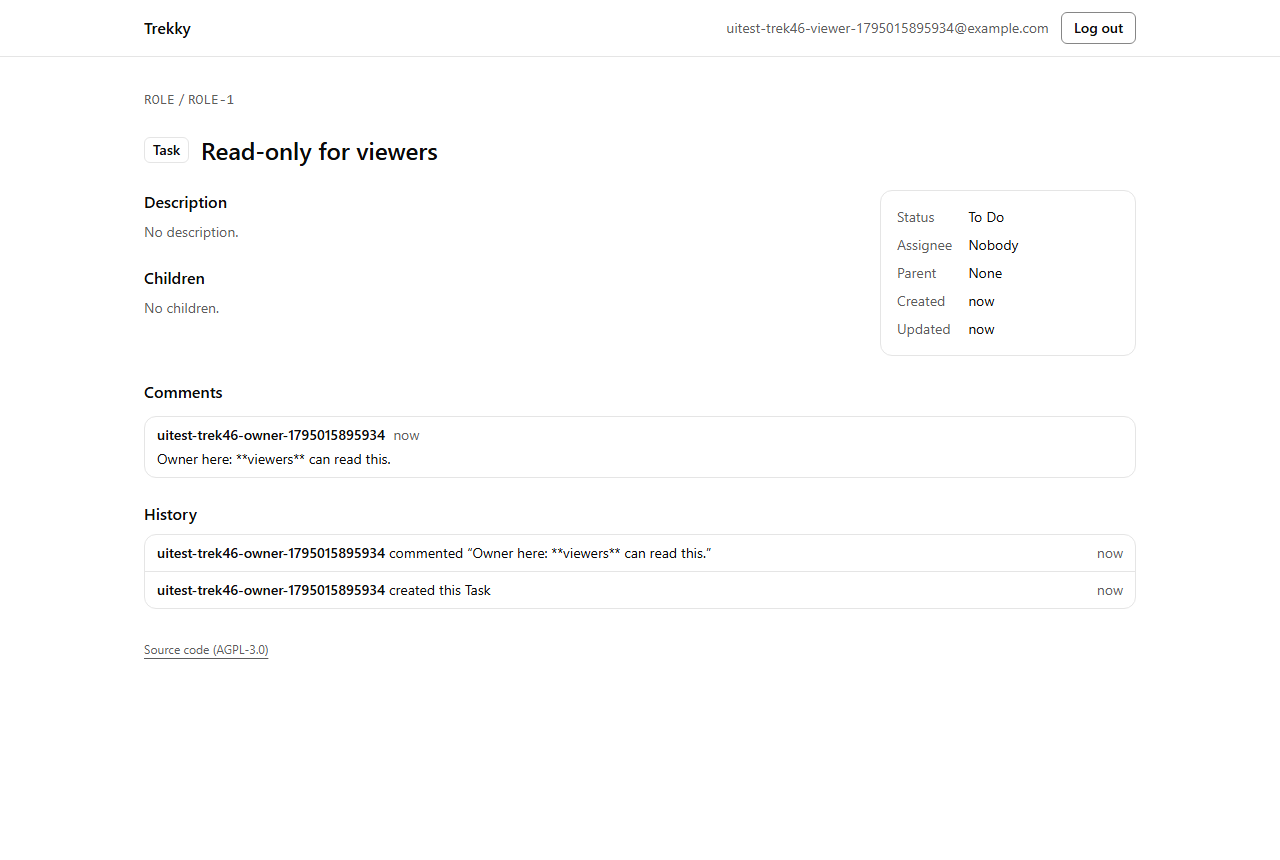 Trekky
uitest-trek46-viewer-1795015895934@example.com
Log out
ROLE / ROLE-1
Task
Read-only for viewers
Description
No description.
Children
No children.
Status To Do
Assignee Nobody
Parent None
Created now
Updated now
Comments
uitest-trek46-owner-1795015895934 now
Owner here: **viewers** can read this.
History
uitest-trek46-owner-1795015895934 commented “Owner here: **viewers** can read this.” now
uitest-trek46-owner-1795015895934 created this Task now
Source code (AGPL-3.0)